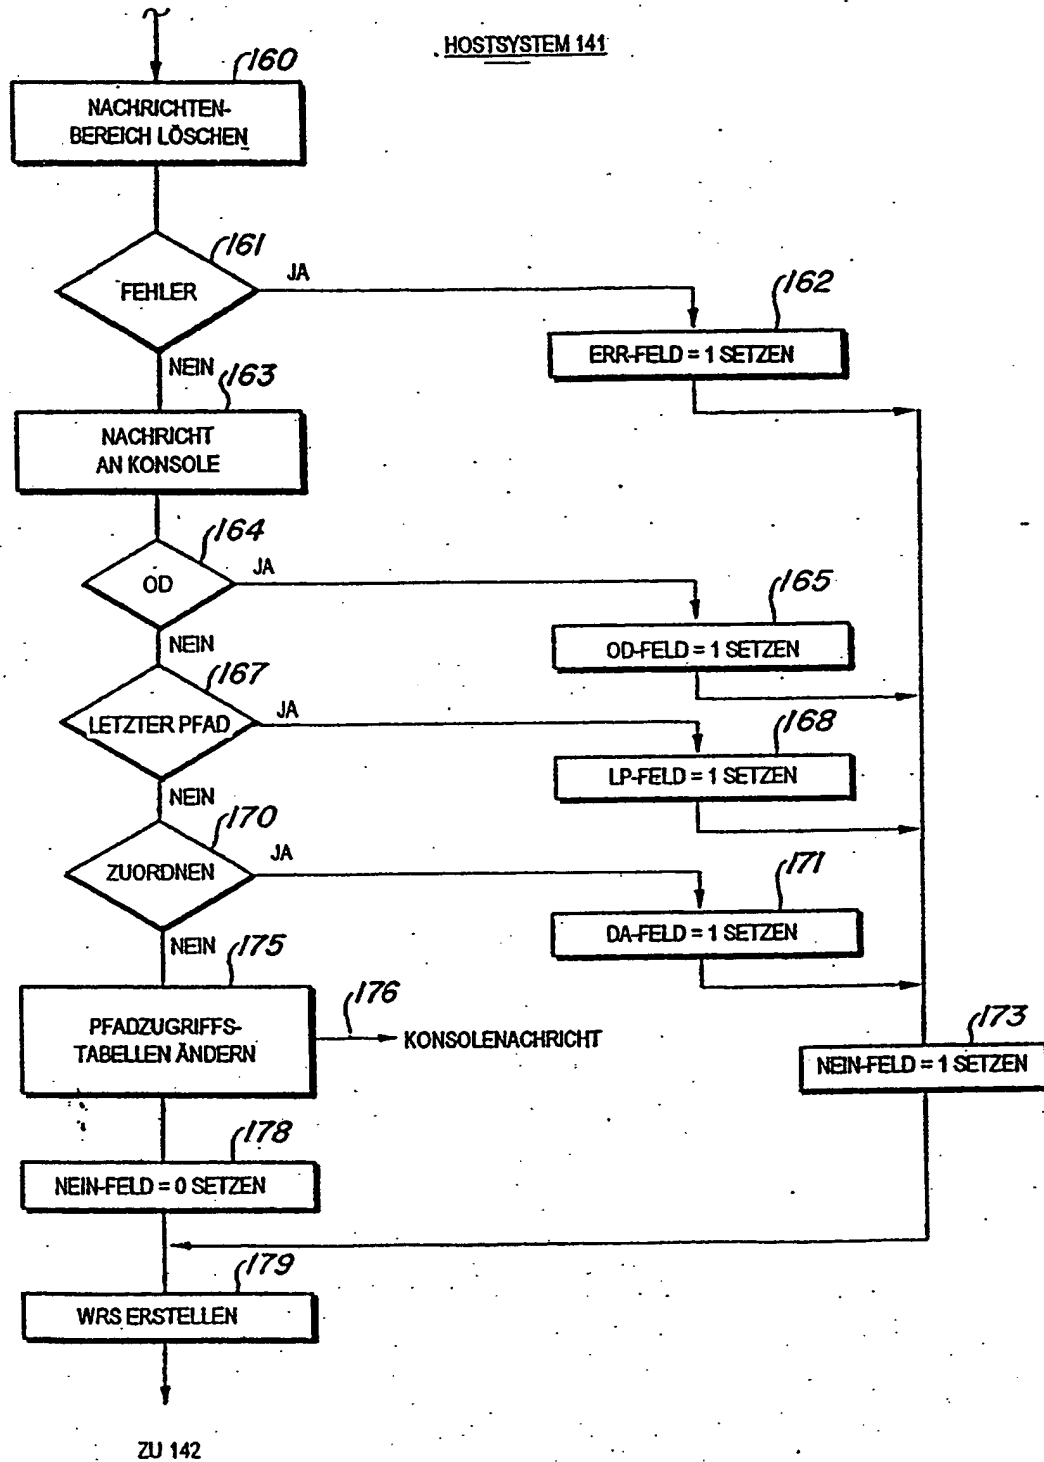 HOSTSYSTEM 141
160
NACHRICHTEN-
BEREICH LÖSCHEN
161
FEHLER
JA
162
ERR-FELD = 1 SETZEN
NEIN
163
NACHRICHT
AN KONSOLE
164
OD
JA
165
OD-FELD = 1 SETZEN
NEIN
167
LETZTER PFAD
JA
168
LP-FELD = 1 SETZEN
NEIN
170
ZUORDNEN
JA
171
DA-FELD = 1 SETZEN
NEIN
175
PFADZUGRIFFS-
TABELLEN ÄNDERN
176
KONSOLENACHRICHT
173
NEIN-FELD = 1 SETZEN
178
NEIN-FELD = 0 SETZEN
179
WRS ERSTELLEN
ZU 142